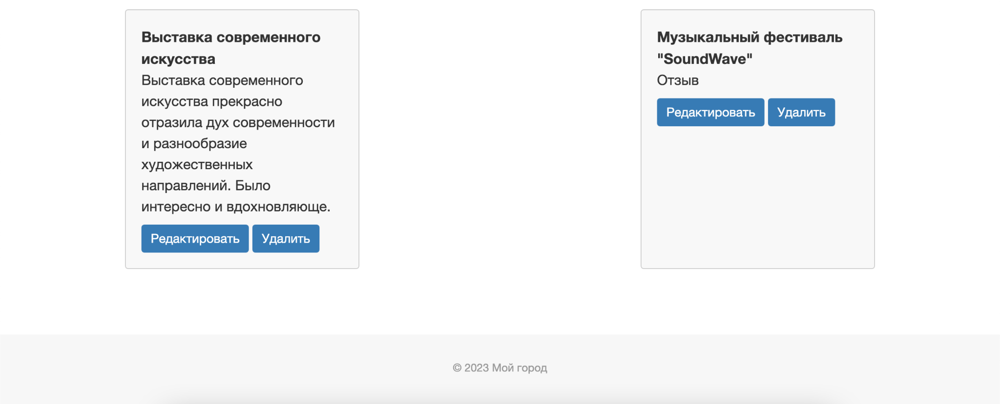 Выставка современного
искусства
Выставка современного
искусства прекрасно
отразила дух современности
и разнообразие
художественных
направлений. Было
интересно и вдохновляюще.
Редактировать Удалить
Музыкальный фестиваль
"SoundWave"
Отзыв
Редактировать Удалить
© 2023 Мой город